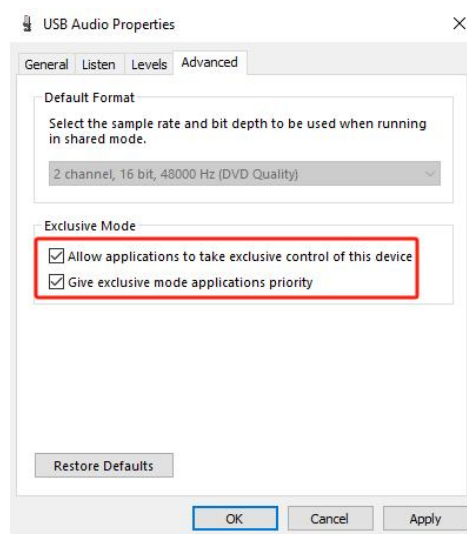 USB Audio Properties
General Listen Levels Advanced
Default Format
Select the sample rate and bit depth to be used when running
in shared mode.
2 channel, 16 bit, 48000 Hz (DVD Quality)
Exclusive Mode
Allow applications to take exclusive control of this device
Give exclusive mode applications priority
Restore Defaults
OK Cancel Apply